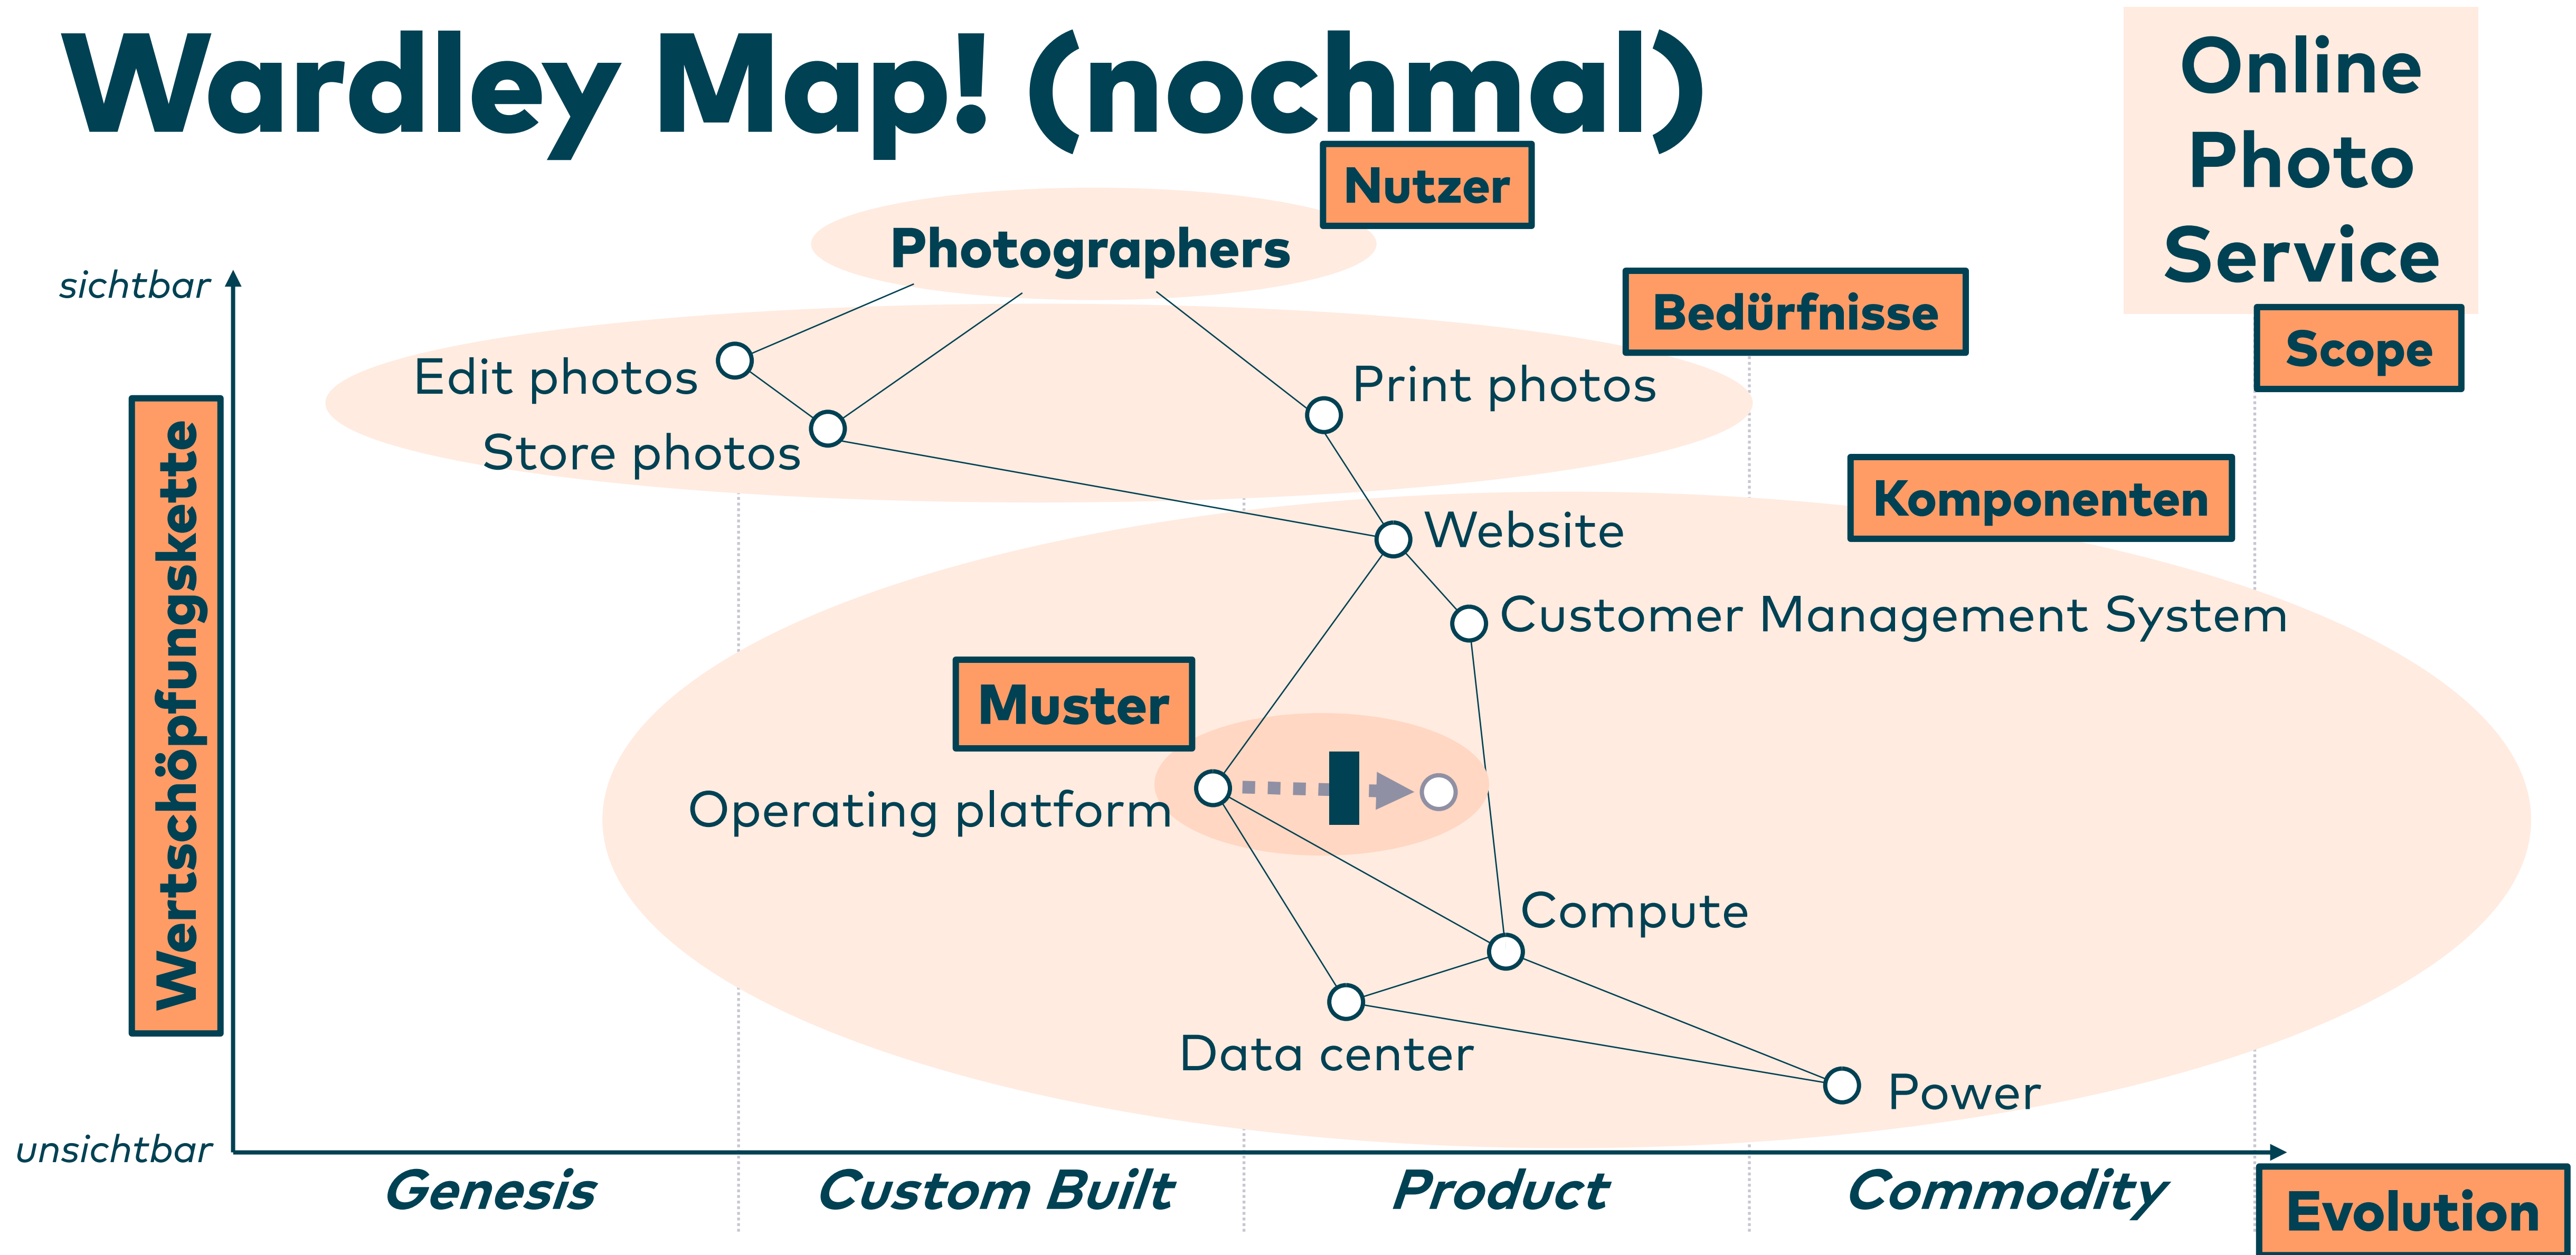 Wardley Map! (nochmal)
Online
Photo
Service
Nutzer
Photographers
sichtbar
Bedürfnisse
Scope
Edit photos
Print photos
Store photos
Wertschöpfungskette
Komponenten
Website
Customer Management System
Muster
Operating platform
Compute
Data center
Power
unsichtbar
Genesis
Custom Built
Product
Commodity
Evolution